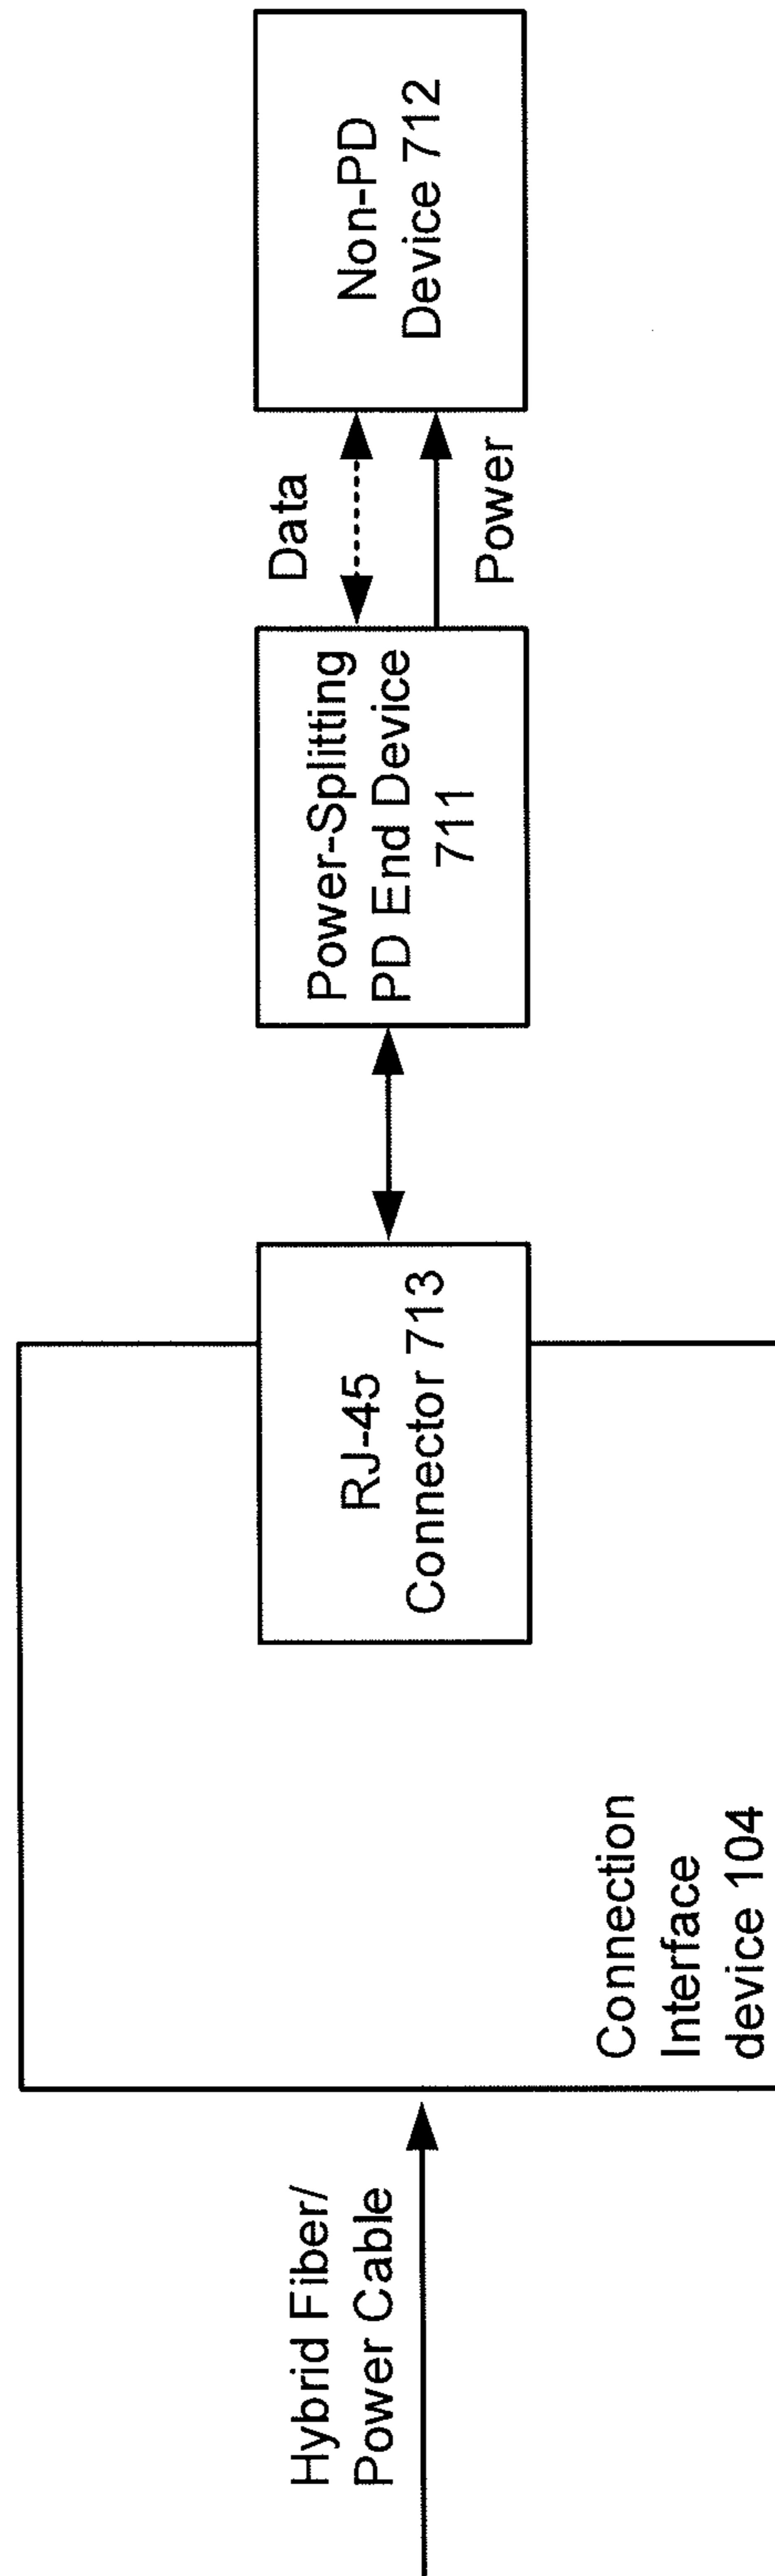 Hybrid Fiber/
Power Cable
Connection
Interface
device 104
RJ-45
Connector 713
Power-Splitting
PD End Device
711
Data
Power
Non-PD
Device 712